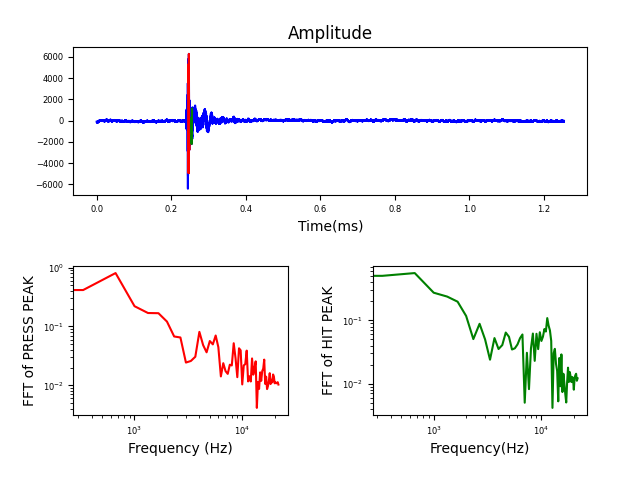 Amplitude
6000
4000
2000
0
−2000
−4000
−6000
0.0 0.2 0.4 0.6 0.8 1.0 1.2
Time(ms)
FFT of PRESS PEAK
10⁰
10⁻¹
10⁻²
10³ 10⁴
Frequency (Hz)
FFT of HIT PEAK
10⁻¹
10⁻²
10³ 10⁴
Frequency(Hz)